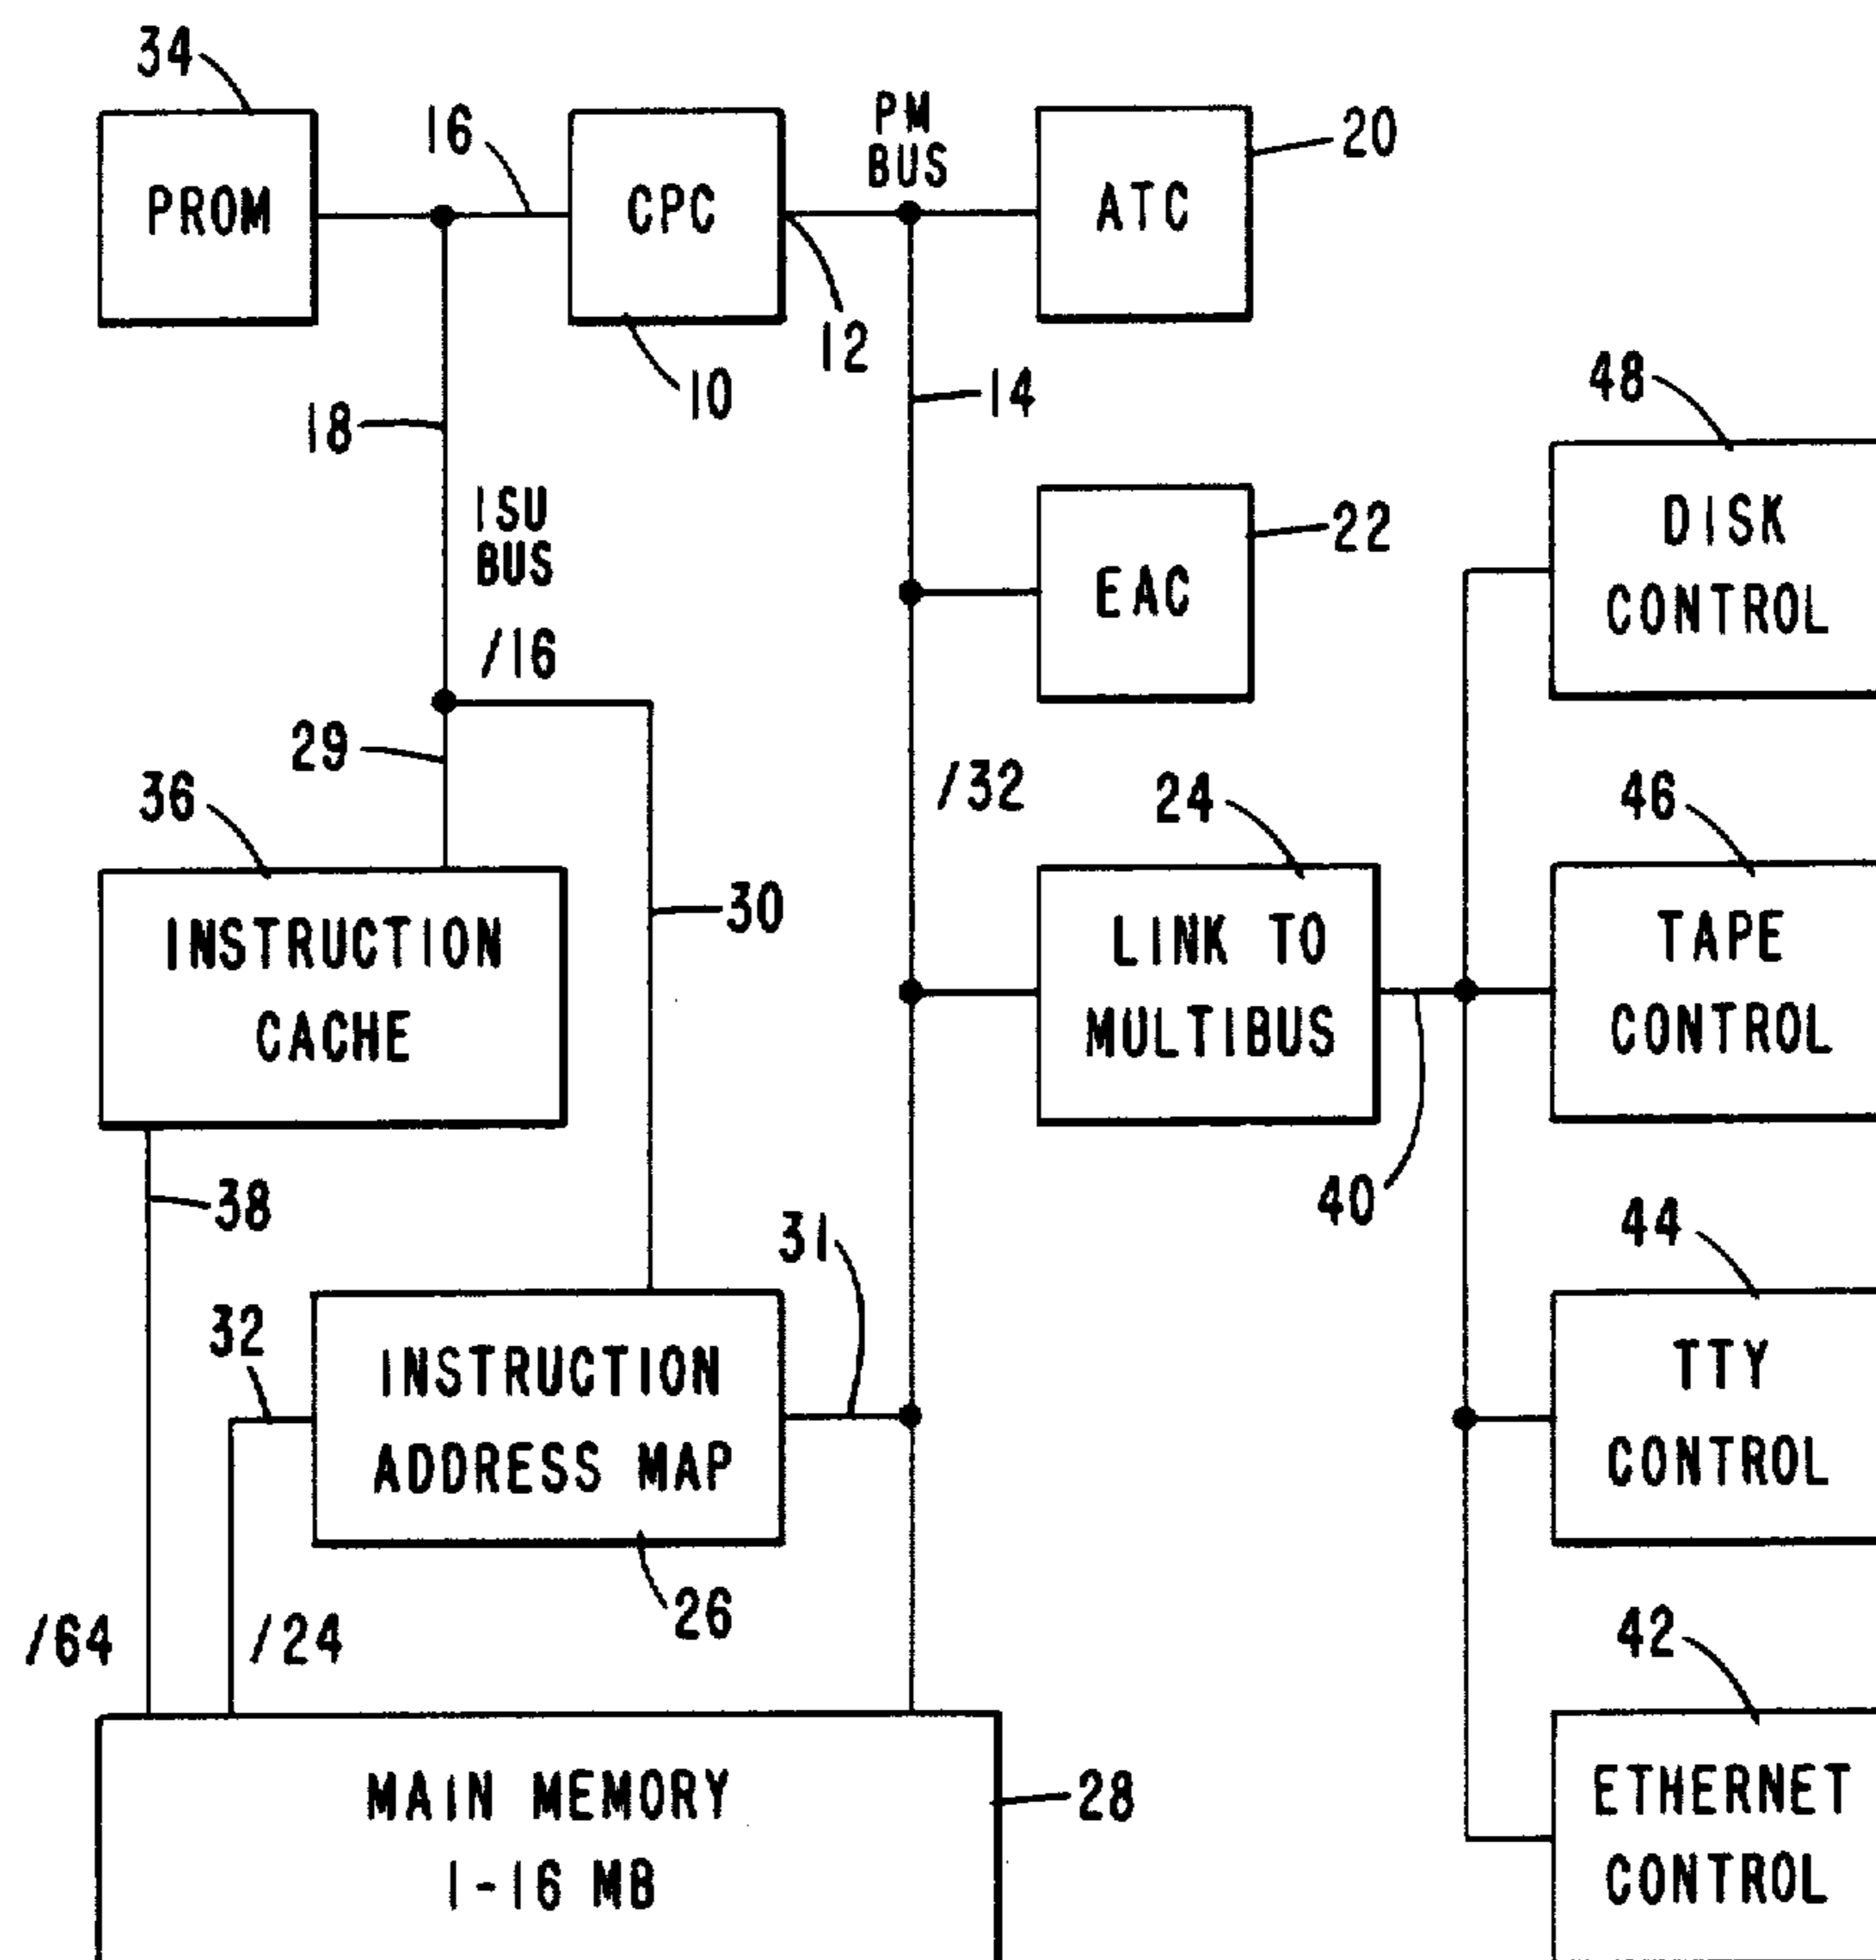 34
16
PM
BUS
20
PROM
CPC
ATC
12
10
14
18
48
ISU
BUS
22
DISK
CONTROL
EAC
/16
29
36
/32
24
46
30
INSTRUCTION
CACHE
LINK TO
MULTIBUS
TAPE
CONTROL
38
40
31
44
32
INSTRUCTION
ADDRESS MAP
TTY
CONTROL
26
/64
/24
42
MAIN MEMORY
1-16 MB
28
ETHERNET
CONTROL